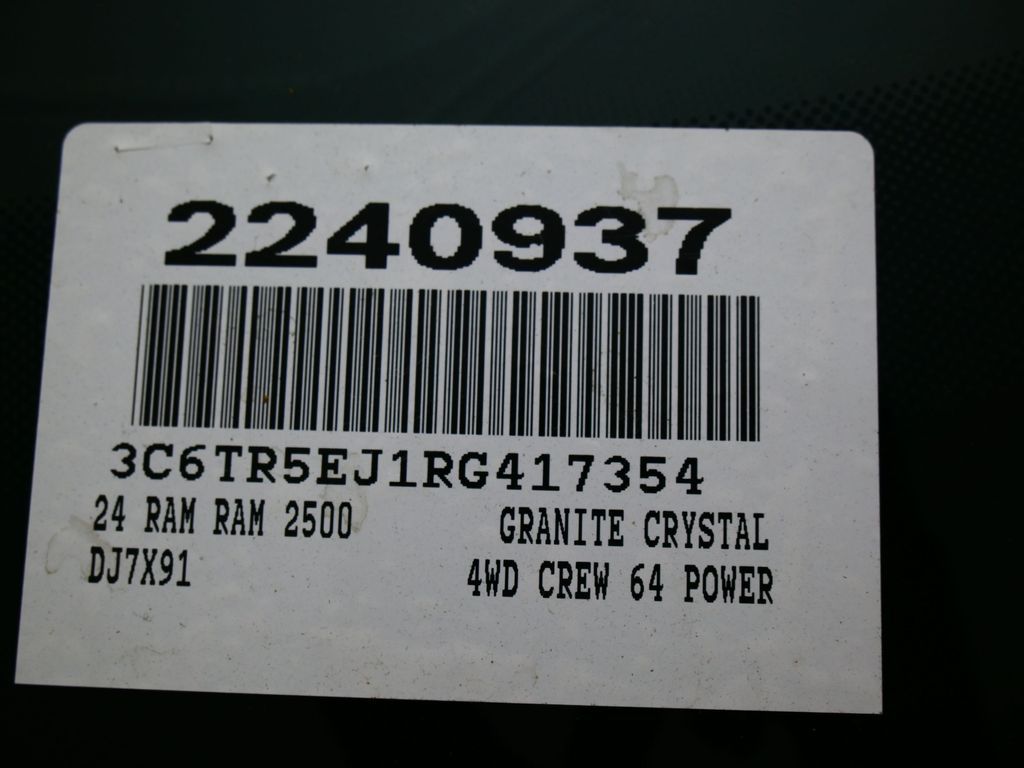 2240937
3C6TR5EJ1RG417354
24 RAM RAM 2500 GRANITE CRYSTAL
DJ7X91 4WD CREW 64 POWER